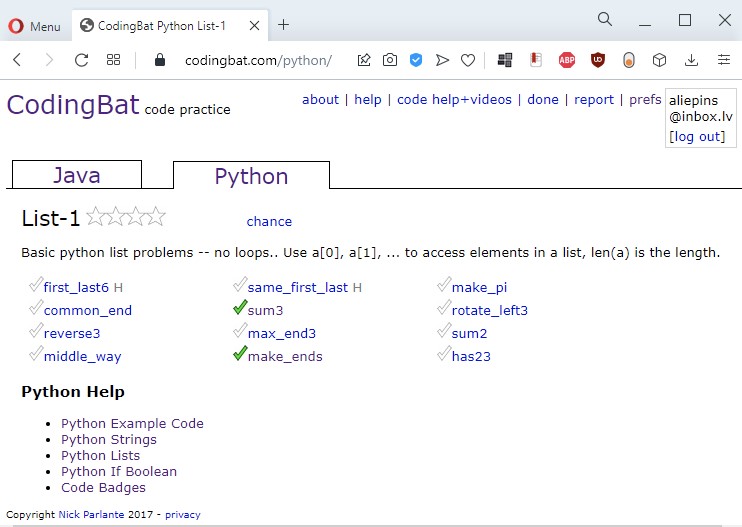 Menu
CodingBat Python List-1
codingbat.com/python/
ABP
UO
CodingBat code practice
about | help | code help+videos | done | report | prefs
aliepins
@inbox.lv
[log out]
Java
Python
List-1
chance
Basic python list problems -- no loops.. Use a[0], a[1], ... to access elements in a list, len(a) is the length.
first_last6 H same_first_last H make_pi
common_end sum3 rotate_left3
reverse3 max_end3 sum2
middle_way make_ends has23
Python Help
Python Example Code
Python Strings
Python Lists
Python If Boolean
Code Badges
Copyright Nick Parlante 2017 - privacy